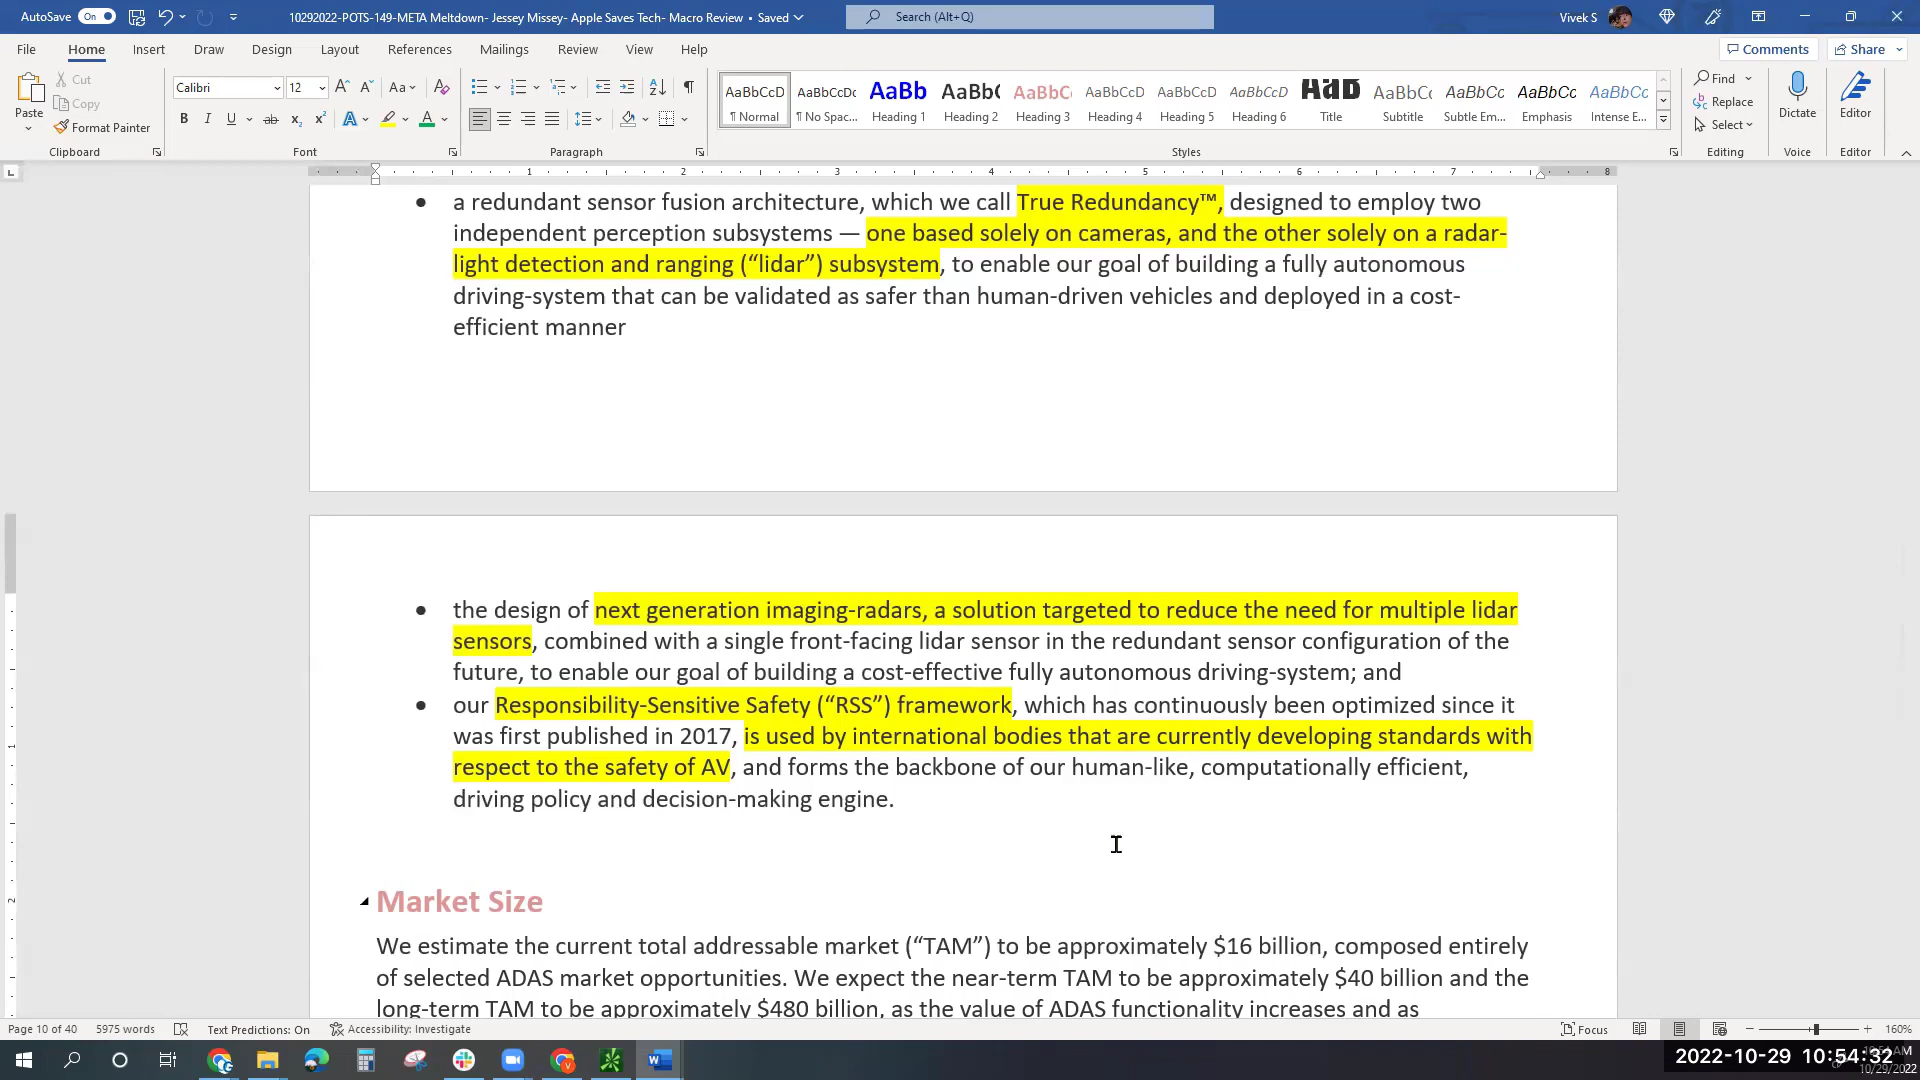 AutoSave On 10292022-POTS-149-META Meltdown- Jessey Missey- Apple Saves Tech- Macro Review • Saved Search (Alt+Q) Vivek S
File Home Insert Draw Design Layout References Mailings Review View Help Comments Share
Paste Cut Copy Format Painter
Calibri 12
AaBbCcD AaBbCcDc AaBb AaBbC AaBbCc AaBbCcD AaBbCcD AaBbCcD AaB AaBbCc AaBbCc AaBbCc AaBbCc
¶ Normal ¶ No Spac... Heading 1 Heading 2 Heading 3 Heading 4 Heading 5 Heading 6 Title Subtitle Subtle Em... Emphasis Intense E...
Find Replace Select Dictate Editor
Clipboard Font Paragraph Styles Editing Voice Editor
1 2 3 4 5 6 7 8
• a redundant sensor fusion architecture, which we call True Redundancy™, designed to employ two
independent perception subsystems — one based solely on cameras, and the other solely on a radar-
light detection and ranging (“lidar”) subsystem, to enable our goal of building a fully autonomous
driving-system that can be validated as safer than human-driven vehicles and deployed in a cost-
efficient manner
• the design of next generation imaging-radars, a solution targeted to reduce the need for multiple lidar
sensors, combined with a single front-facing lidar sensor in the redundant sensor configuration of the
future, to enable our goal of building a cost-effective fully autonomous driving-system; and
• our Responsibility-Sensitive Safety (“RSS”) framework, which has continuously been optimized since it
was first published in 2017, is used by international bodies that are currently developing standards with
respect to the safety of AV, and forms the backbone of our human-like, computationally efficient,
driving policy and decision-making engine.
Market Size
We estimate the current total addressable market (“TAM”) to be approximately $16 billion, composed entirely
of selected ADAS market opportunities. We expect the near-term TAM to be approximately $40 billion and the
long-term TAM to be approximately $480 billion, as the value of ADAS functionality increases and as
Page 10 of 40 5975 words Text Predictions: On Accessibility: Investigate Focus 160%
2022-10-29 10:54:32
10/29/2022